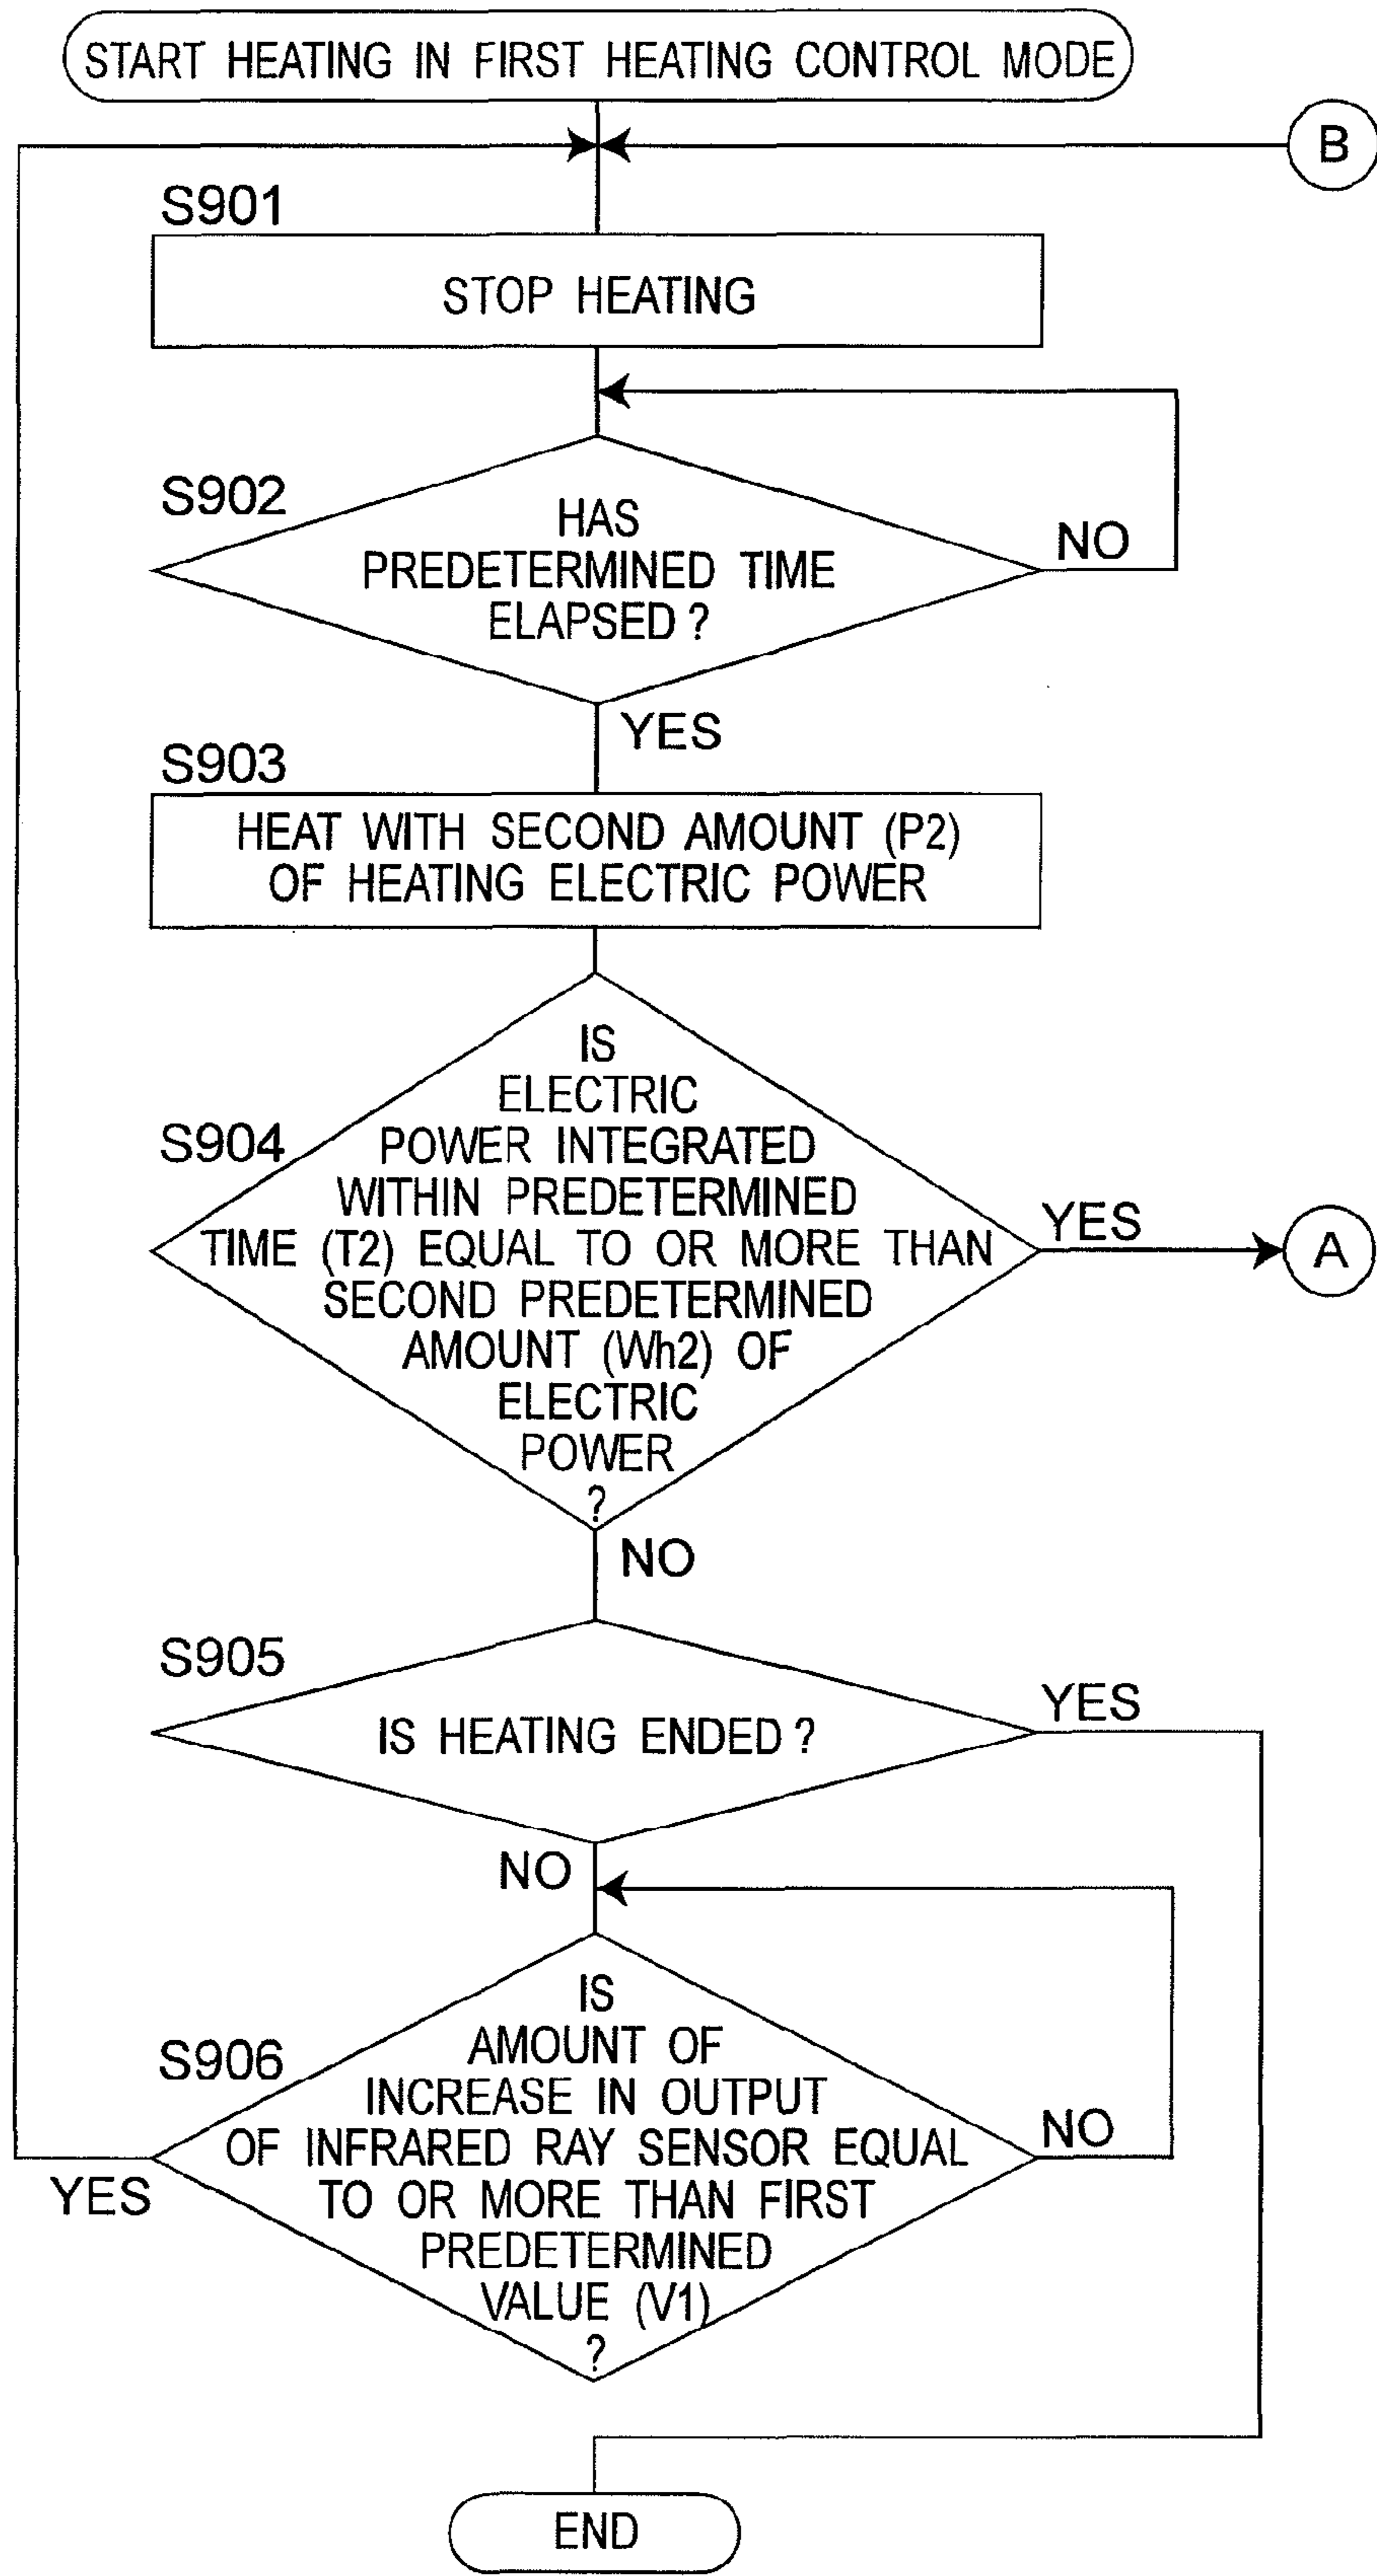 START HEATING IN FIRST HEATING CONTROL MODE
B
S901
STOP HEATING
S902
HAS
PREDETERMINED TIME
ELAPSED ?
NO
YES
S903
HEAT WITH SECOND AMOUNT (P2)
OF HEATING ELECTRIC POWER
S904
IS
ELECTRIC
POWER INTEGRATED
WITHIN PREDETERMINED
TIME (T2) EQUAL TO OR MORE THAN
SECOND PREDETERMINED
AMOUNT (Wh2) OF
ELECTRIC
POWER
?
YES
A
NO
S905
IS HEATING ENDED ?
YES
NO
S906
IS
AMOUNT OF
INCREASE IN OUTPUT
OF INFRARED RAY SENSOR EQUAL
TO OR MORE THAN FIRST
PREDETERMINED
VALUE (V1)
?
NO
YES
END